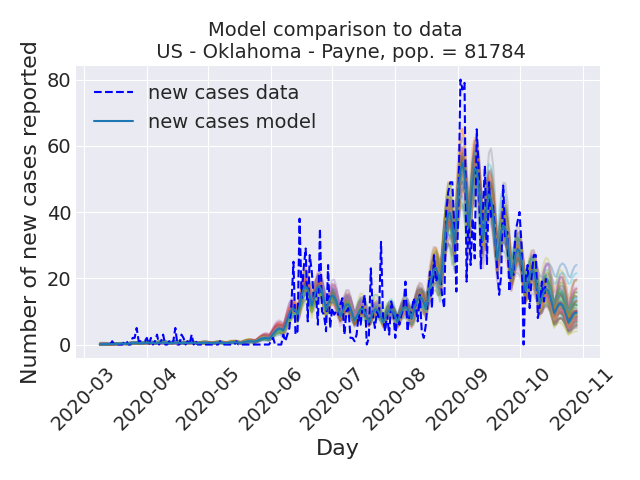 Model comparison to data
US - Oklahoma - Payne, pop. = 81784
Number of new cases reported
80
60
40
20
0
new cases data
new cases model
2020-03
2020-04
2020-05
2020-06
2020-07
2020-08
2020-09
2020-10
2020-11
Day